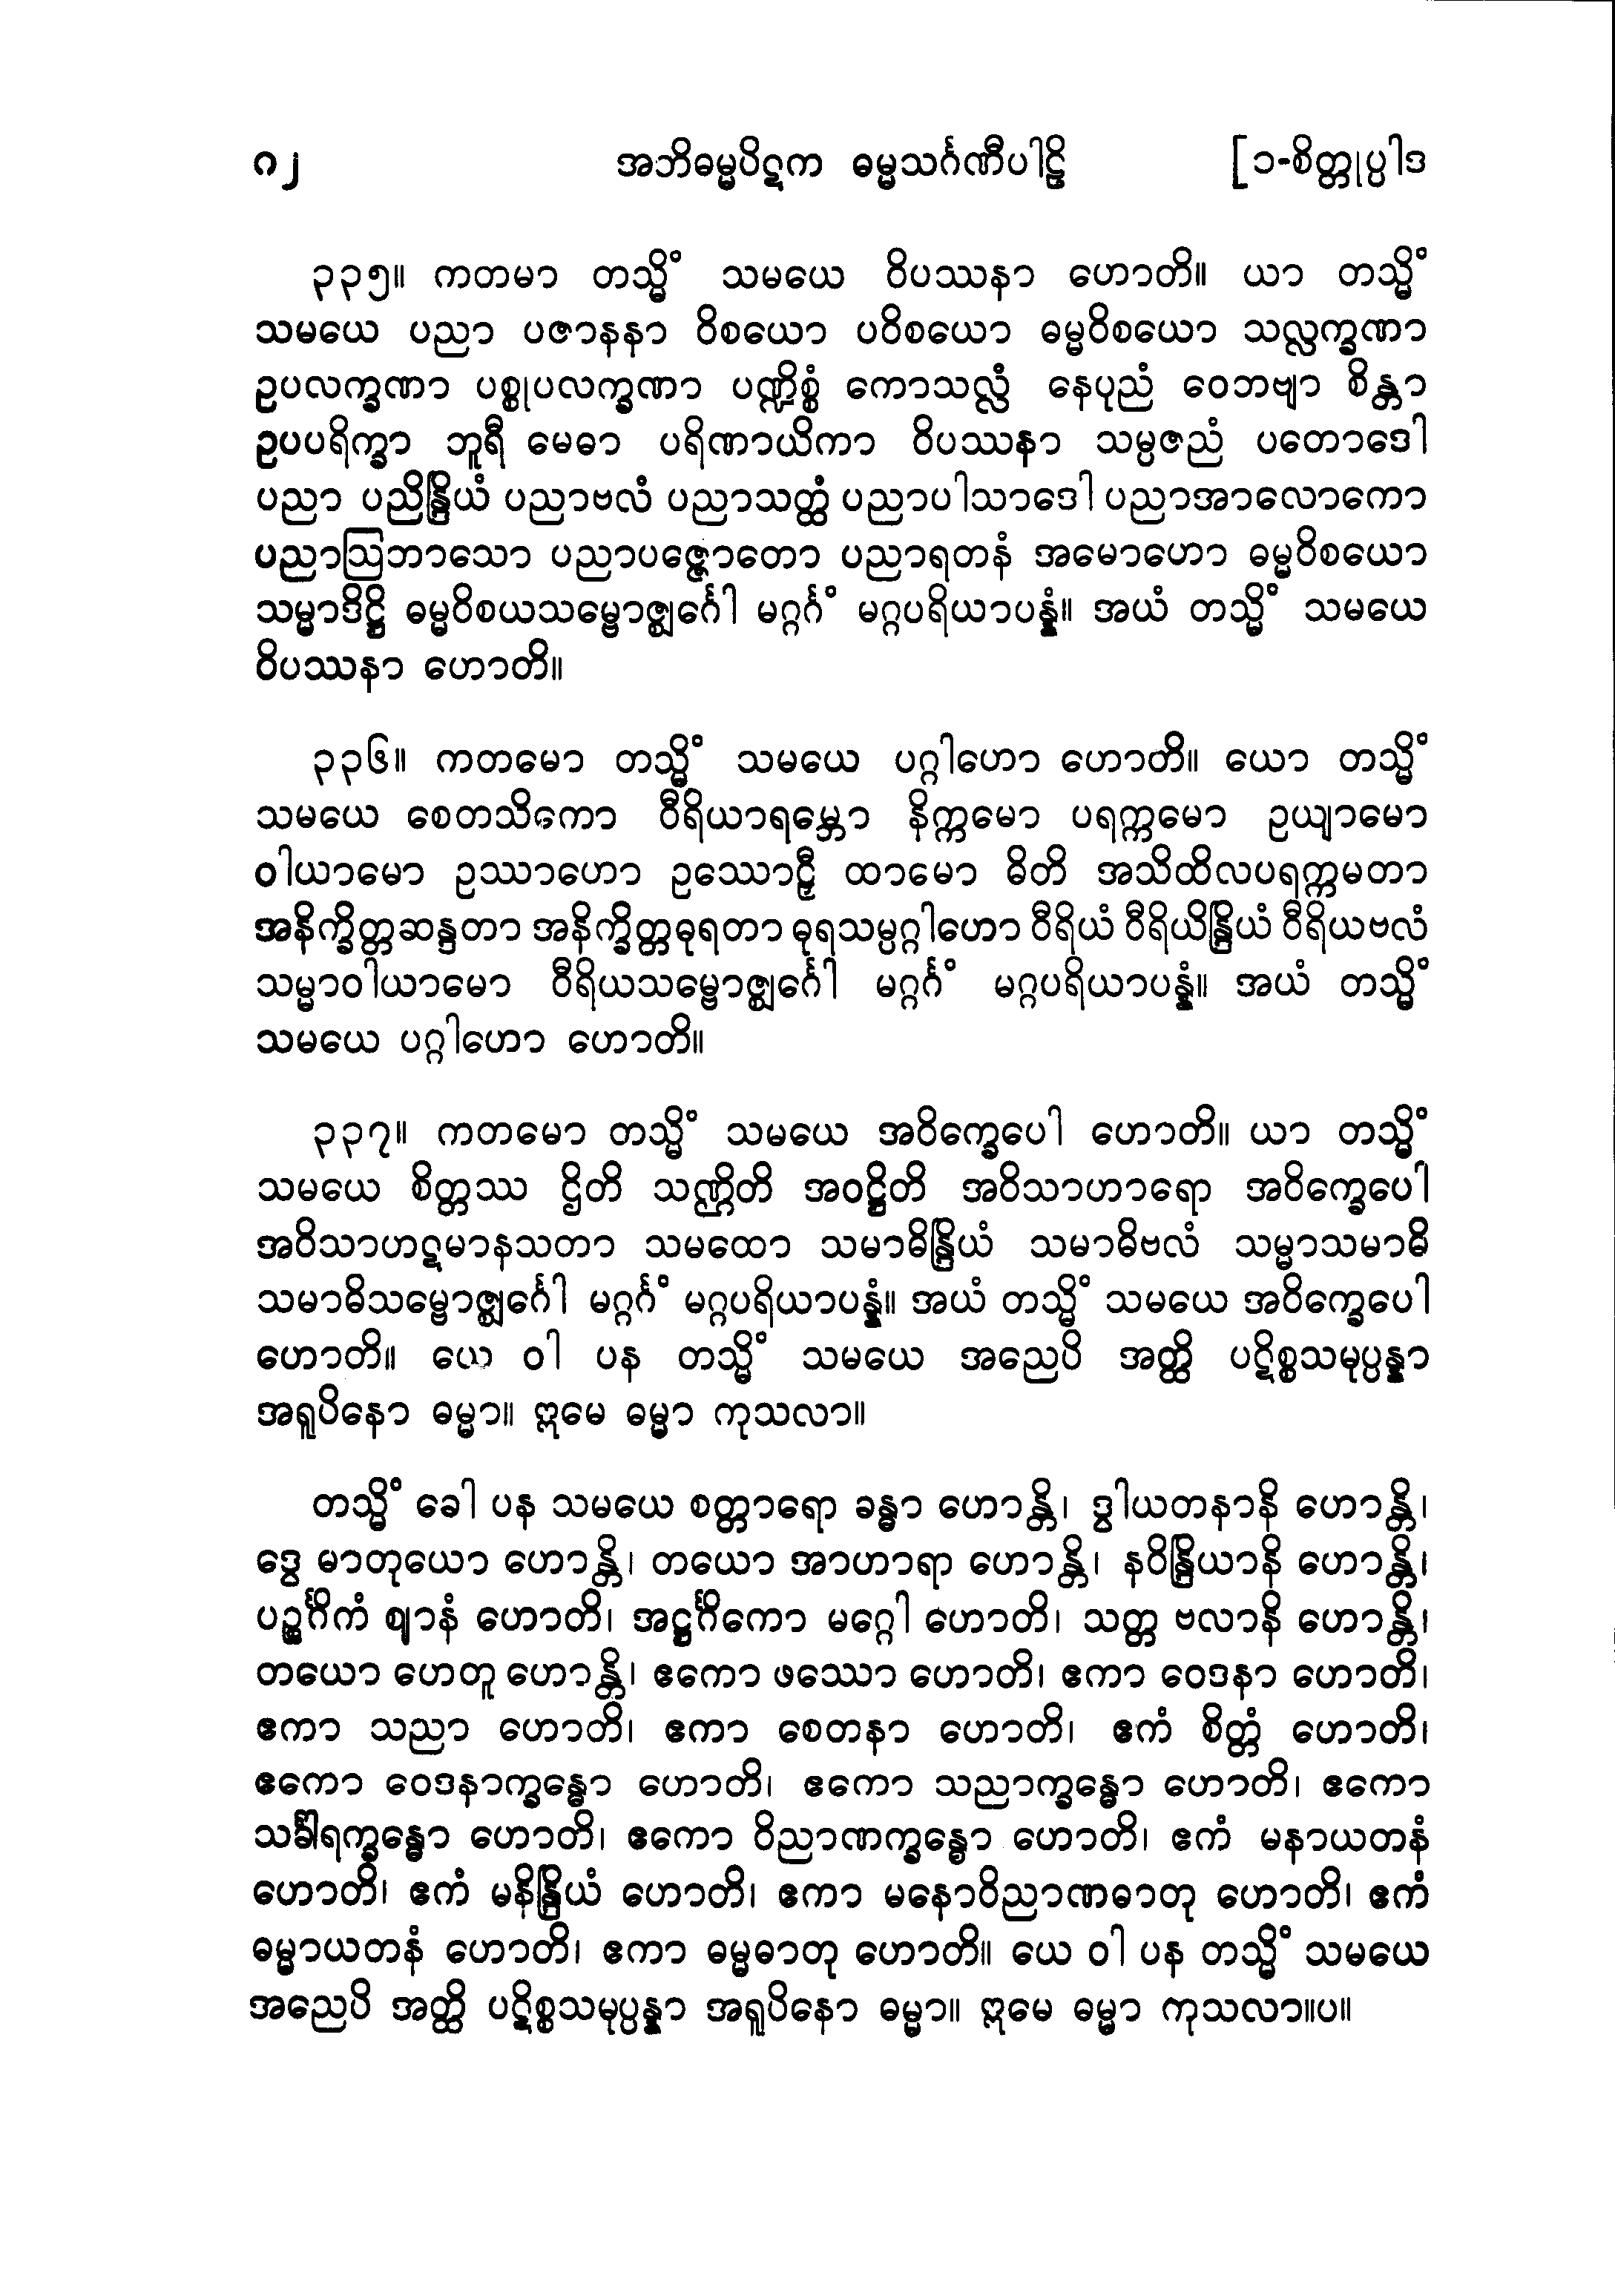 ၈၂ အဘိဓမ္မပိဋက ဓမ္မသင်္ဂဏီပါဠိ [၁-စိတ္တုပ္ပါဒ
၃၃၅။ ကတမာ တသ္မိံ သမယေ ဝိပဿနာ ဟောတိ။ ယာ တသ္မိံ
သမယေ ပညာ ပဇာနနာ ဝိစယော ပဝိစယော ဓမ္မဝိစယော သလ္လက္ခဏာ
ဥပလက္ခဏာ ပစ္စုပလက္ခဏာ ပဏ္ဍိစ္စံ ကောသလ္လံ နေပုညံ ဝေဘဗျာ စိန္တာ
ဥပပရိက္ခာ ဘူရီ မေဓာ ပရိဏာယိကာ ဝိပဿနာ သမ္ပဇညံ ပတောဒေါ
ပညာ ပညိန္ဒြိယံ ပညာဗလံ ပညာသတ္ထံ ပညာပါသာဒေါ ပညာအာလောကော
ပညာဩဘာသော ပညာပဇ္ဇောတော ပညာရတနံ အမောဟော ဓမ္မဝိစယော
သမ္မာဒိဋ္ဌိ ဓမ္မဝိစယသမ္ဗောဇ္ဈင်္ဂေါ မဂ္ဂင်္ဂံ မဂ္ဂပရိယာပန္နံ။ အယံ တသ္မိံ သမယေ
ဝိပဿနာ ဟောတိ။
၃၃၆။ ကတမော တသ္မိံ သမယေ ပဂ္ဂါဟော ဟောတိ။ ယော တသ္မိံ
သမယေ စေတသိကော ဝီရိယာရမ္ဘော နိက္ကမော ပရက္ကမော ဥယျာမော
ဝါယာမော ဥဿာဟော ဥဿောဠှီ ထာမော ဓိတိ အသိထိလပရက္ကမတာ
အနိက္ခိတ္တဆန္ဒတာ အနိက္ခိတ္တဓုရတာ ဓုရသမ္ပဂ္ဂါဟော ဝီရိယံ ဝီရိယိန္ဒြိယံ ဝီရိယဗလံ
သမ္မာဝါယာမော ဝီရိယသမ္ဗောဇ္ဈင်္ဂေါ မဂ္ဂင်္ဂံ မဂ္ဂပရိယာပန္နံ။ အယံ တသ္မိံ
သမယေ ပဂ္ဂါဟော ဟောတိ။
၃၃၇။ ကတမော တသ္မိံ သမယေ အဝိက္ခေပေါ ဟောတိ။ ယာ တသ္မိံ
သမယေ စိတ္တဿ ဌိတိ သဏ္ဌိတိ အဝဋ္ဌိတိ အဝိသာဟာရော အဝိက္ခေပေါ
အဝိသာဟဋမာနသတာ သမထော သမာဓိန္ဒြိယံ သမာဓိဗလံ သမ္မာသမာဓိ
သမာဓိသမ္ဗောဇ္ဈင်္ဂေါ မဂ္ဂင်္ဂံ မဂ္ဂပရိယာပန္နံ။ အယံ တသ္မိံ သမယေ အဝိက္ခေပေါ
ဟောတိ။ ယေ ဝါ ပန တသ္မိံ သမယေ အညေပိ အတ္ထိ ပဋိစ္စသမုပ္ပန္နာ
အရူပိနော ဓမ္မာ။ ဣမေ ဓမ္မာ ကုသလာ။
တသ္မိံ ခေါ ပန သမယေ စတ္တာရော ခန္ဓာ ဟောန္တိ၊ ဒွါယတနာနိ ဟောန္တိ၊
ဒွေ ဓာတုယော ဟောန္တိ၊ တယော အာဟာရာ ဟောန္တိ၊ နဝိန္ဒြိယာနိ ဟောန္တိ၊
ပဉ္စင်္ဂိကံ ဈာနံ ဟောတိ၊ အဋ္ဌင်္ဂိကော မဂ္ဂေါ ဟောတိ၊ သတ္တ ဗလာနိ ဟောန္တိ၊
တယော ဟေတူ ဟောန္တိ၊ ဧကော ဖဿော ဟောတိ၊ ဧကာ ဝေဒနာ ဟောတိ၊
ဧကာ သညာ ဟောတိ၊ ဧကာ စေတနာ ဟောတိ၊ ဧကံ စိတ္တံ ဟောတိ၊
ဧကော ဝေဒနာက္ခန္ဓော ဟောတိ၊ ဧကော သညာက္ခန္ဓော ဟောတိ၊ ဧကော
သင်္ခါရက္ခန္ဓော ဟောတိ၊ ဧကော ဝိညာဏက္ခန္ဓော ဟောတိ၊ ဧကံ မနာယတနံ
ဟောတိ၊ ဧကံ မနိန္ဒြိယံ ဟောတိ၊ ဧကာ မနောဝိညာဏဓာတု ဟောတိ၊ ဧကံ
ဓမ္မာယတနံ ဟောတိ၊ ဧကာ ဓမ္မဓာတု ဟောတိ။ ယေ ဝါ ပန တသ္မိံ သမယေ
အညေပိ အတ္ထိ ပဋိစ္စသမုပ္ပန္နာ အရူပိနော ဓမ္မာ။ ဣမေ ဓမ္မာ ကုသလာ။ပ။